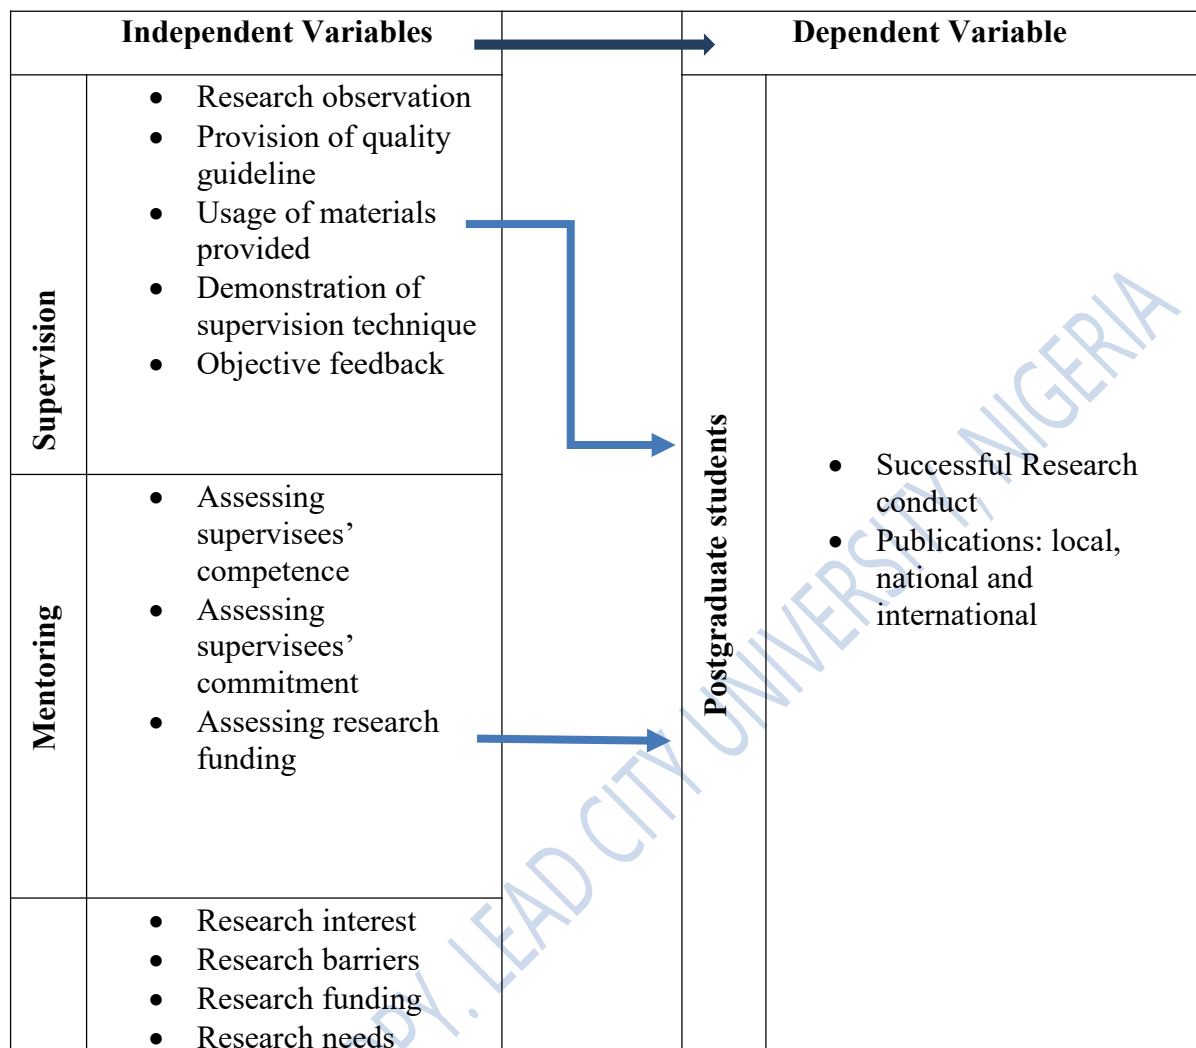 Independent Variables
Dependent Variable
Supervision
• Research observation
• Provision of quality
guideline
• Usage of materials
provided
• Demonstration of
supervision technique
• Objective feedback
Mentoring
• Assessing
supervisees’
competence
• Assessing
supervisees’
commitment
• Assessing research
funding
• Research interest
• Research barriers
• Research funding
• Research needs
Postgraduate students
• Successful Research
conduct
• Publications: local,
national and
international
PY. LEAD CITY UNIVERSITY, NIGERIA